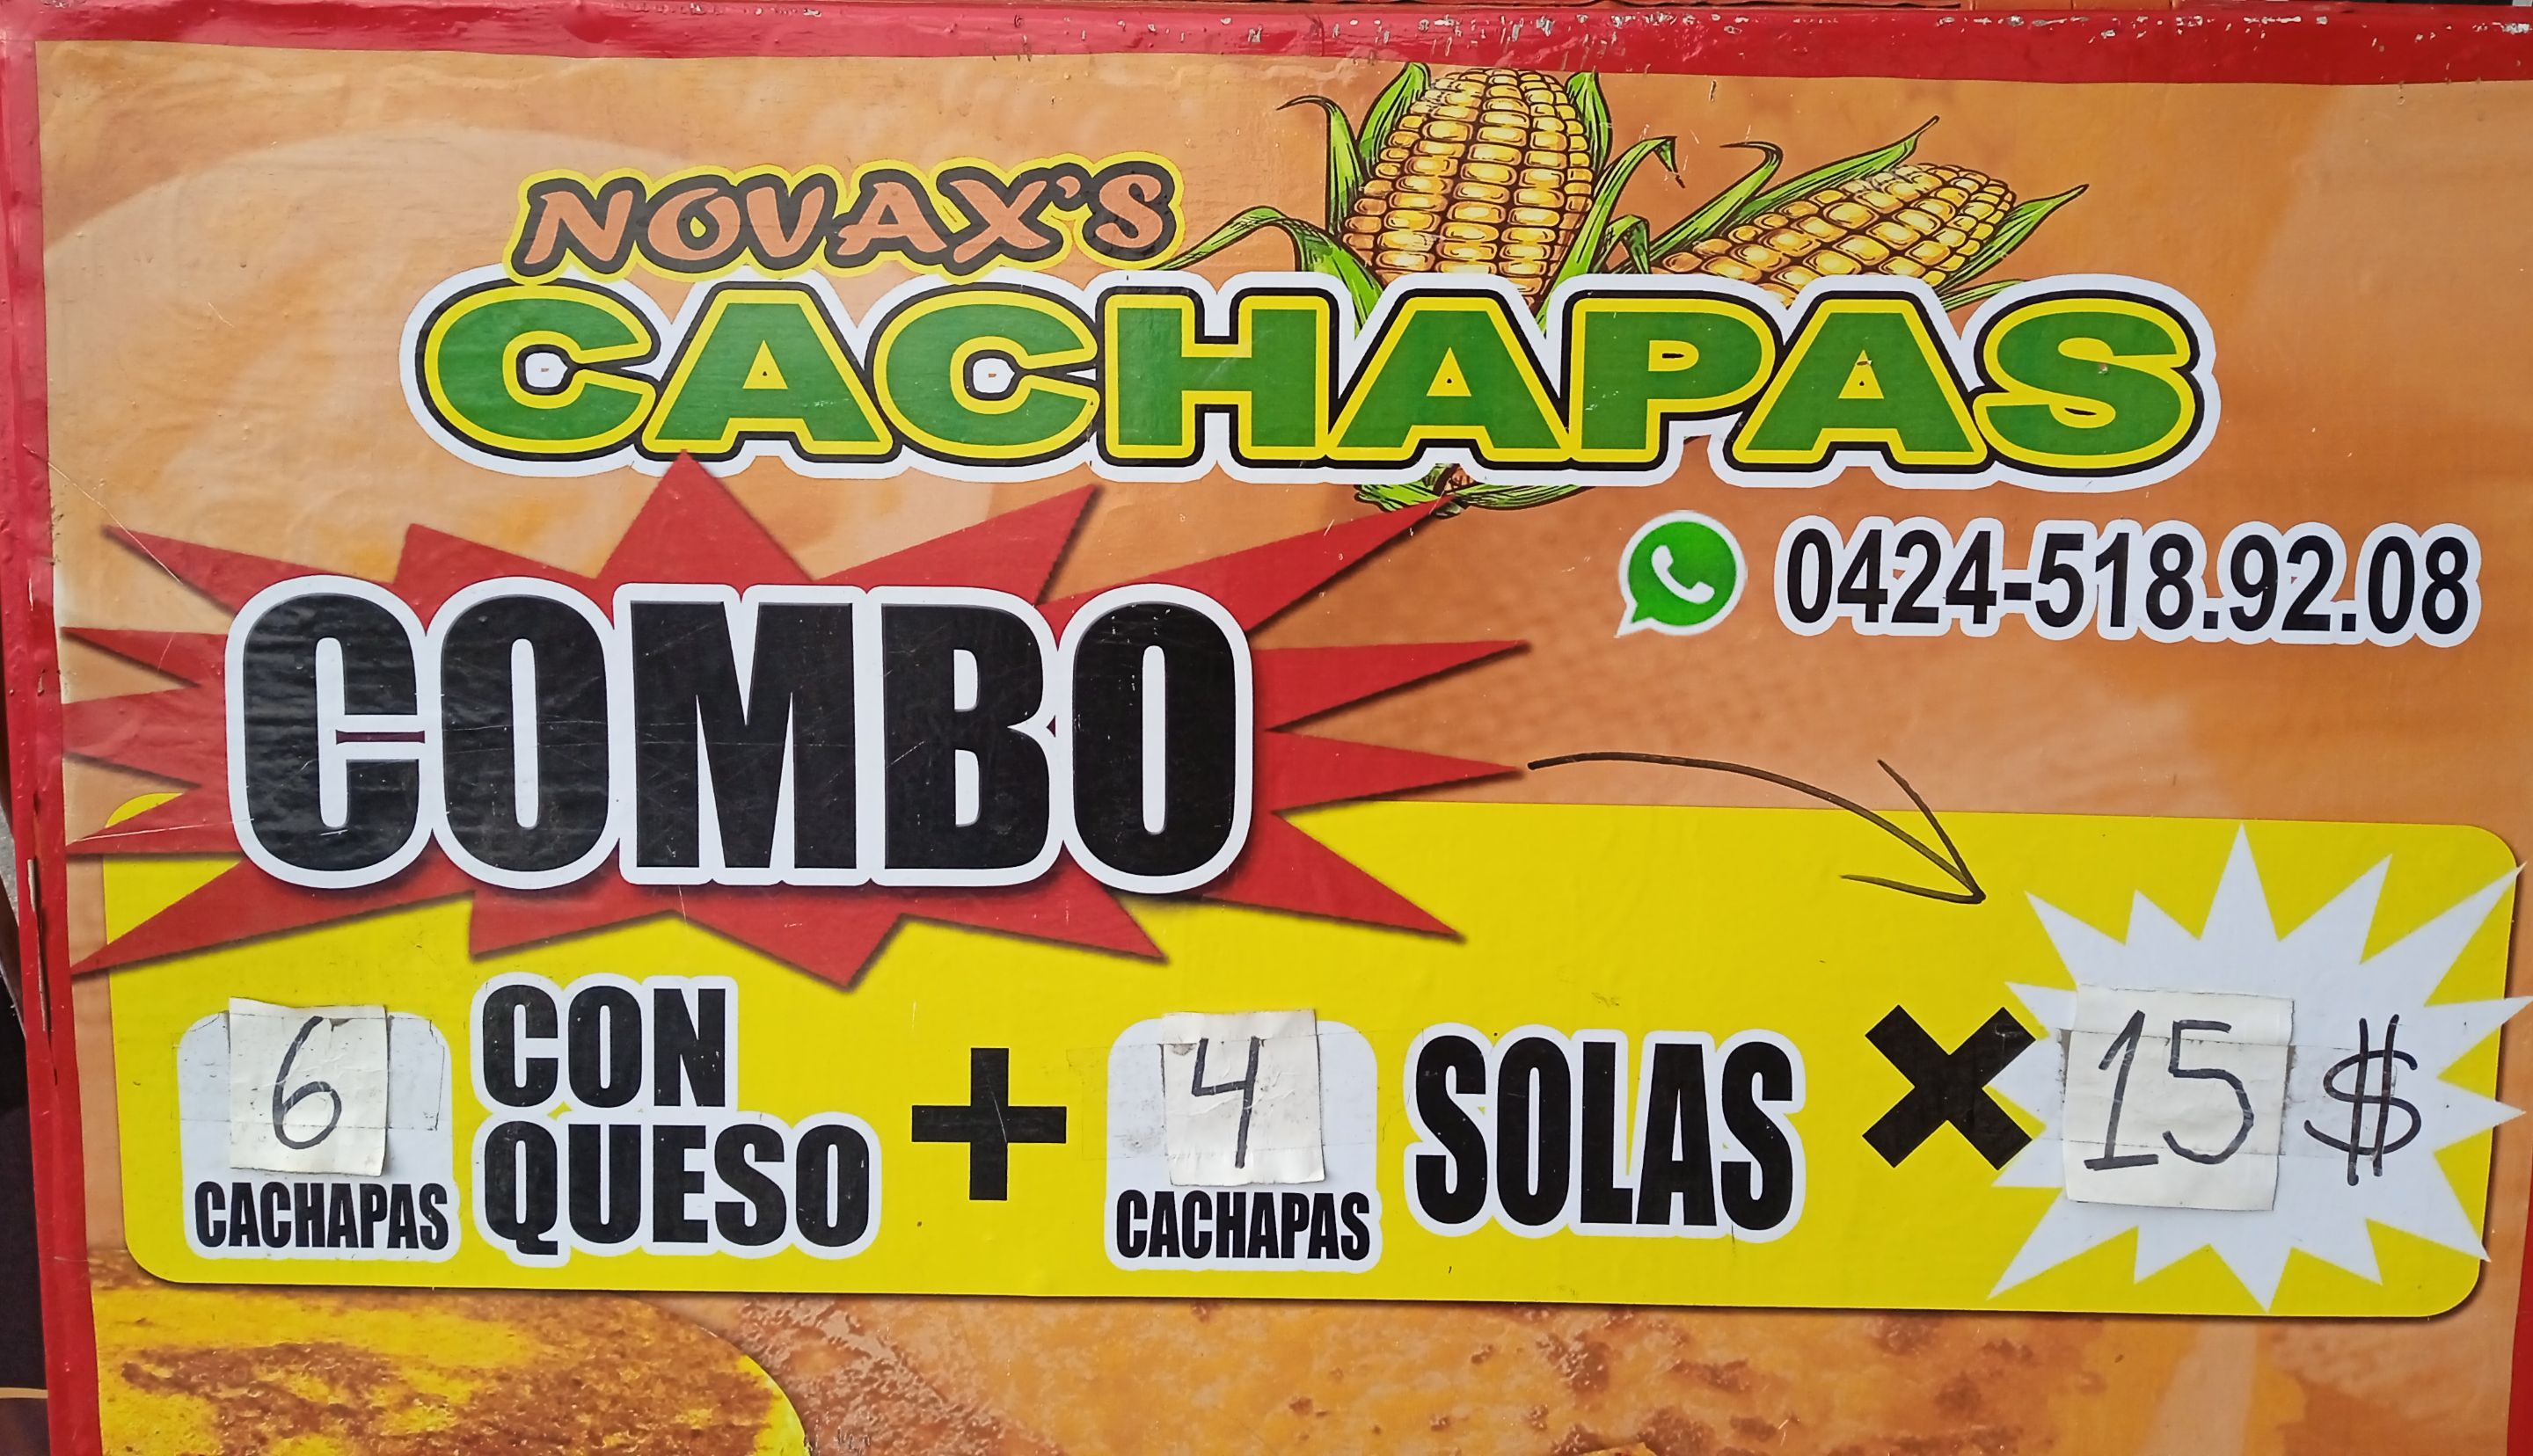 NOVAX'S
CACHAPAS
0424-518.92.08
COMBO
6 CACHAPAS
CON
QUESO
+
4 CACHAPAS
SOLAS
X
15 $